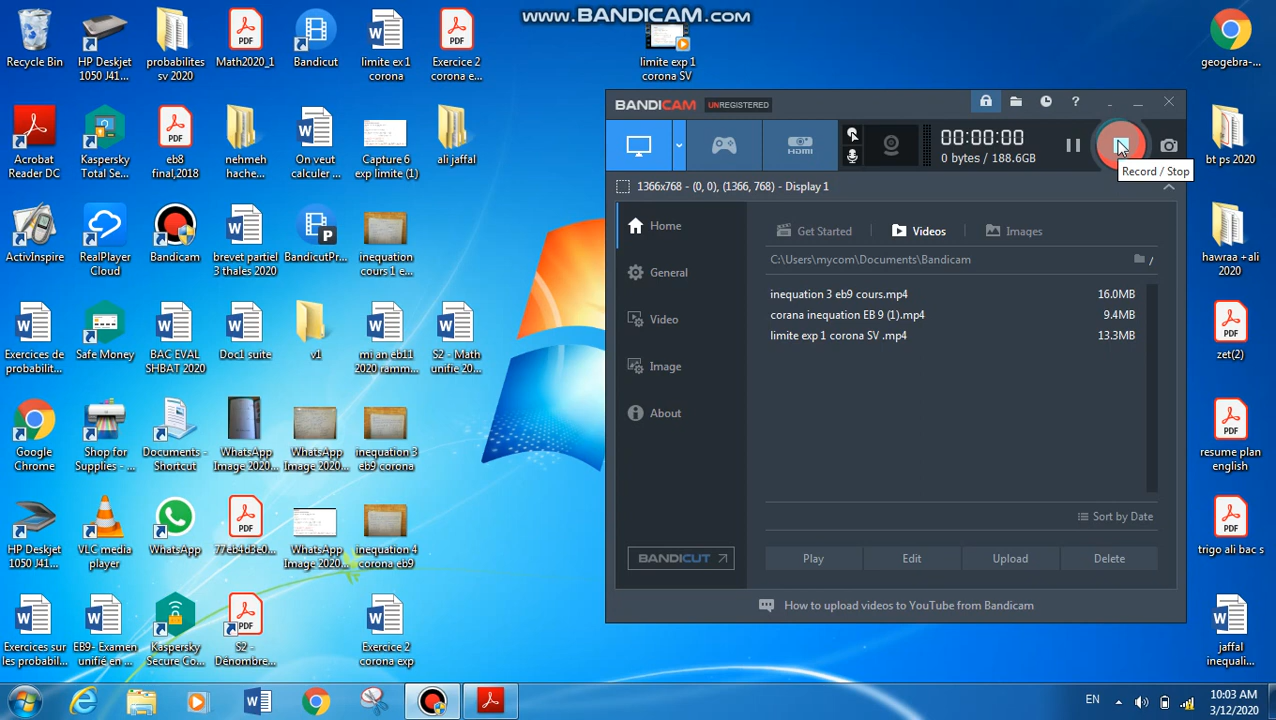 www.BANDICAM.com
Recycle Bin
HP Deskjet
1050 J41...
probabilites
sv 2020
Math2020_1
Bandicut
limite ex 1
corona
Exercice 2
corona e...
limite exp 1
corona SV
geogebra-...
Acrobat
Reader DC
Kaspersky
Total Se...
eb8
final,2018
nehmeh
hache...
On veut
calculer ...
Capture 6
exp limite (1)
ali jaffal
bt ps 2020
ActivInspire
RealPlayer
Cloud
Bandicam
brevet partiel
3 thales 2020
BandicutPr...
inequation
cours 1 e...
hawraa +ali
2020
Exercices de
probabilit...
Safe Money
BAC EVAL
SHBAT 2020
Doc1 suite
v1
mi an eb11
2020 ramm...
S2 - Math
unifie 20...
zet(2)
Google
Chrome
Shop for
Supplies - ...
Documents -
Shortcut
WhatsApp
Image 2020...
WhatsApp
Image 2020...
inequation 3
eb9 corona
resume plan
english
HP Deskjet
1050 J41...
VLC media
player
WhatsApp
77eb4d3e0...
WhatsApp
Image 2020...
inequation 4
corona eb9
trigo ali bac s
Exercices sur
les probabil...
EB9- Examen
unifié en ...
Kaspersky
Secure Co...
S2 -
Dénombre...
Exercice 2
corona exp
jaffal
inequali...
BANDICAM UNREGISTERED
HDMI
00:00:00
0 bytes / 188.6GB
Record / Stop
1366x768 - (0, 0), (1366, 768) - Display 1
Home
General
Video
Image
About
BANDICUT
Get Started
Videos
Images
C:\Users\mycom\Documents\Bandicam
/
inequation 3 eb9 cours.mp4 16.0MB
corana inequation EB9 (1).mp4 9.4MB
limite exp 1 corona SV .mp4 13.3MB
Sort by Date
Play Edit Upload Delete
How to upload videos to YouTube from Bandicam
EN
10:03 AM
3/12/2020